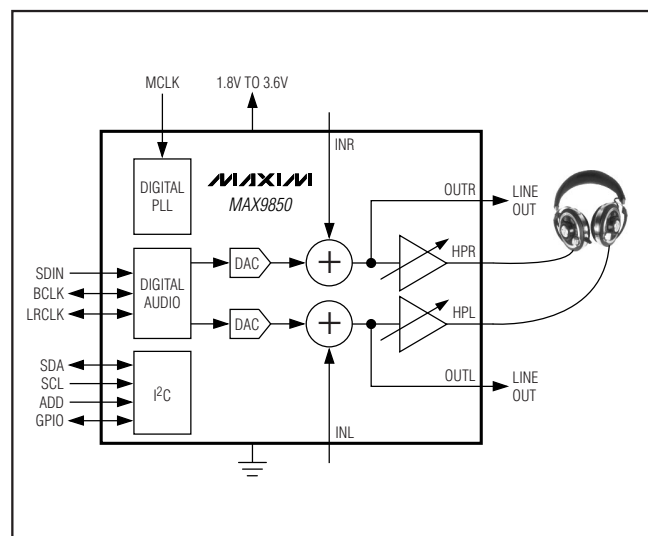 MCLK
1.8V TO 3.6V
INR
DIGITAL
PLL
MAXIM
MAX9850
OUTR
LINE
OUT
DAC
+
HPR
SDIN
BCLK
LRCLK
DIGITAL
AUDIO
DAC
+
HPL
SDA
SCL
ADD
GPIO
I²C
OUTL
LINE
OUT
INL